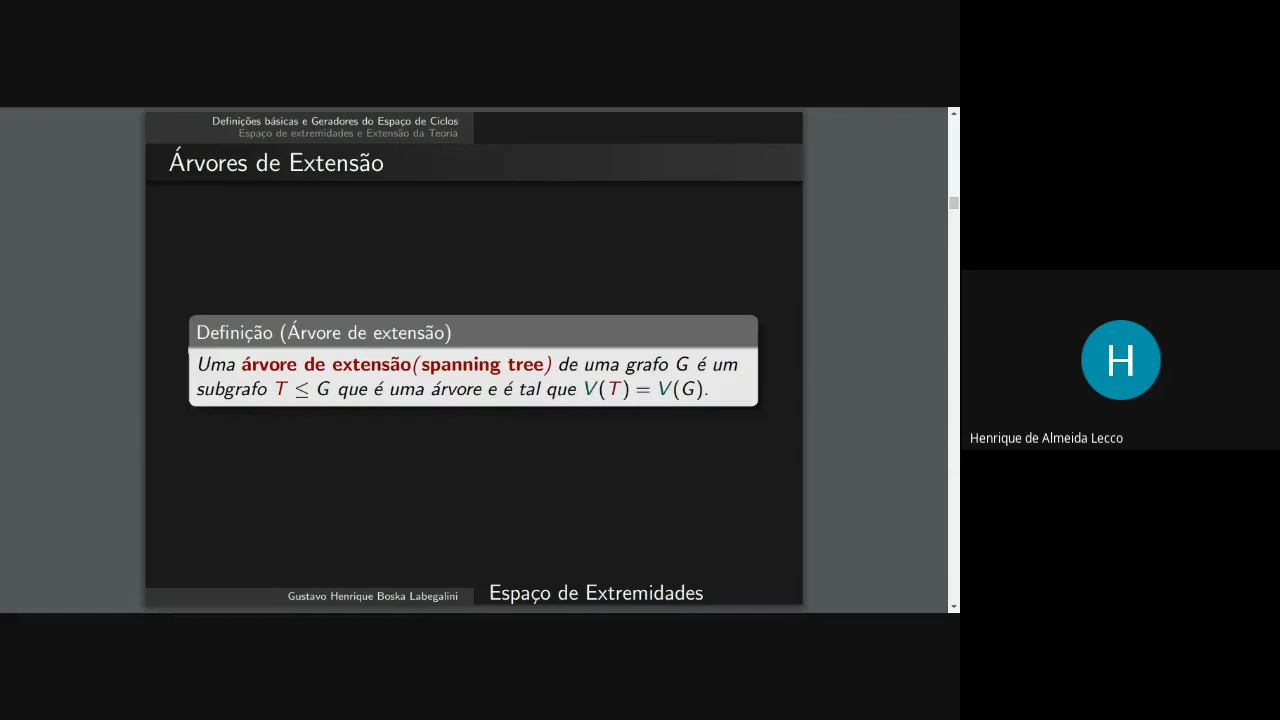 Definições básicas e Geradores do Espaço de Ciclos
Espaço de extremidades e Extensão da Teoria
Árvores de Extensão
Definição (Árvore de extensão)
Uma árvore de extensão(spanning tree) de uma grafo G é um
subgrafo T ≤ G que é uma árvore e é tal que V(T) = V(G).
Gustavo Henrique Boska Labegalini
Espaço de Extremidades
H
Henrique de Almeida Lecco